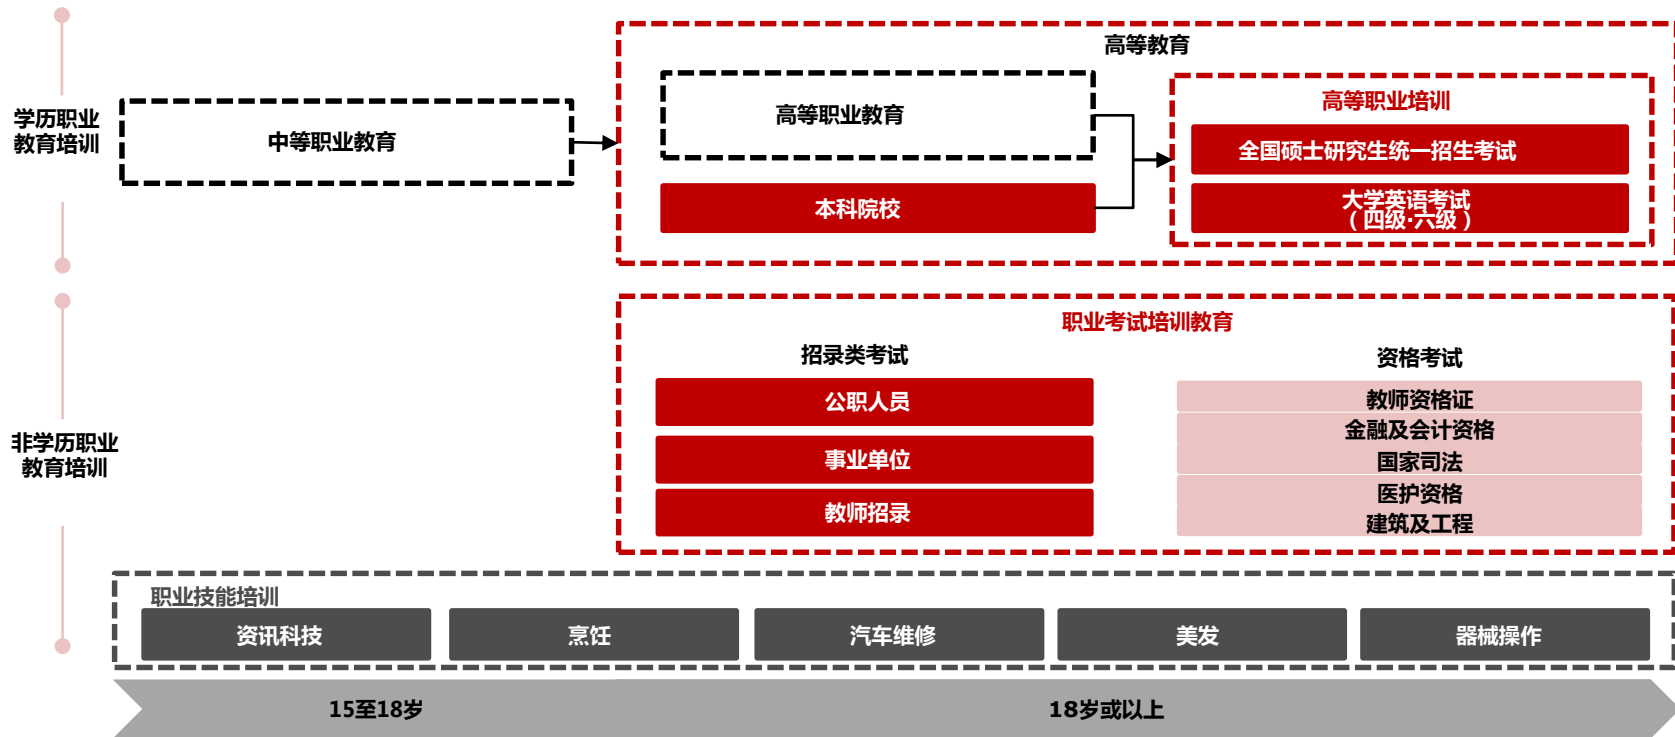 高等教育
学历职业
教育培训
中等职业教育
高等职业教育
本科院校
高等职业培训
全国硕士研究生统一招生考试
大学英语考试
（四级·六级）
非学历职业
教育培训
职业考试培训教育
招录类考试
公职人员
事业单位
教师招录
资格考试
教师资格证
金融及会计资格
国家司法
医护资格
建筑及工程
职业技能培训
资讯科技
烹饪
汽车维修
美发
器械操作
15至18岁
18岁或以上